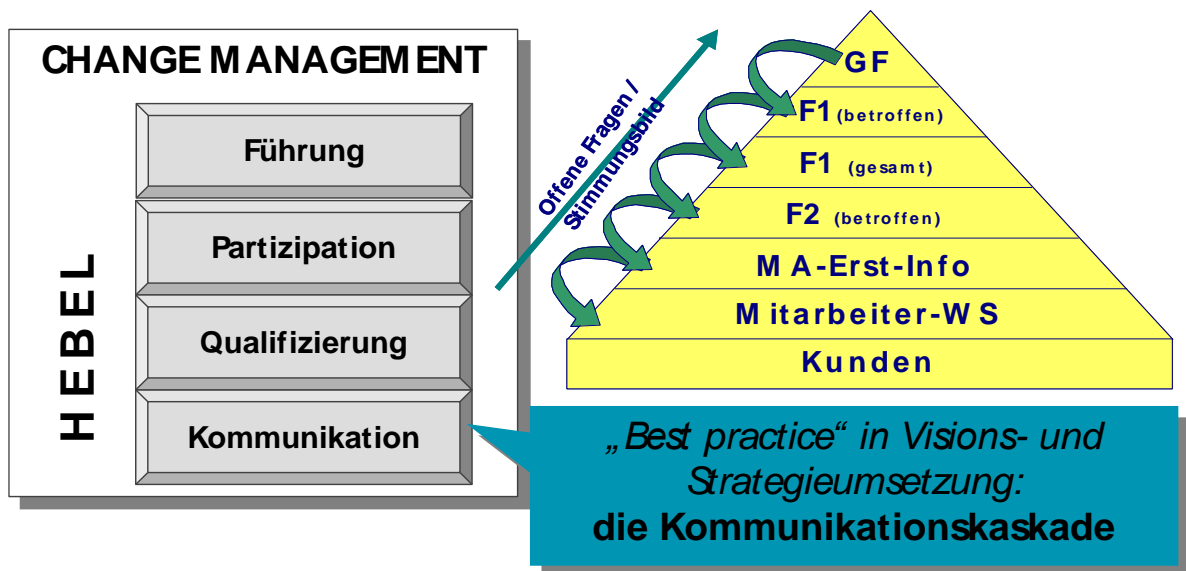 CHANGE MANAGEMENT
HEBEL
Führung
Partizipation
Qualifizierung
Kommunikation
Offene Fragen /
Stimmungsbild
GF
F1 (betroffen)
F1 (gesamt)
F2 (betroffen)
MA-Erst-Info
Mitarbeiter-WS
Kunden
„Best practice“ in Visions- und
Strategieumsetzung:
die Kommunikationskaskade